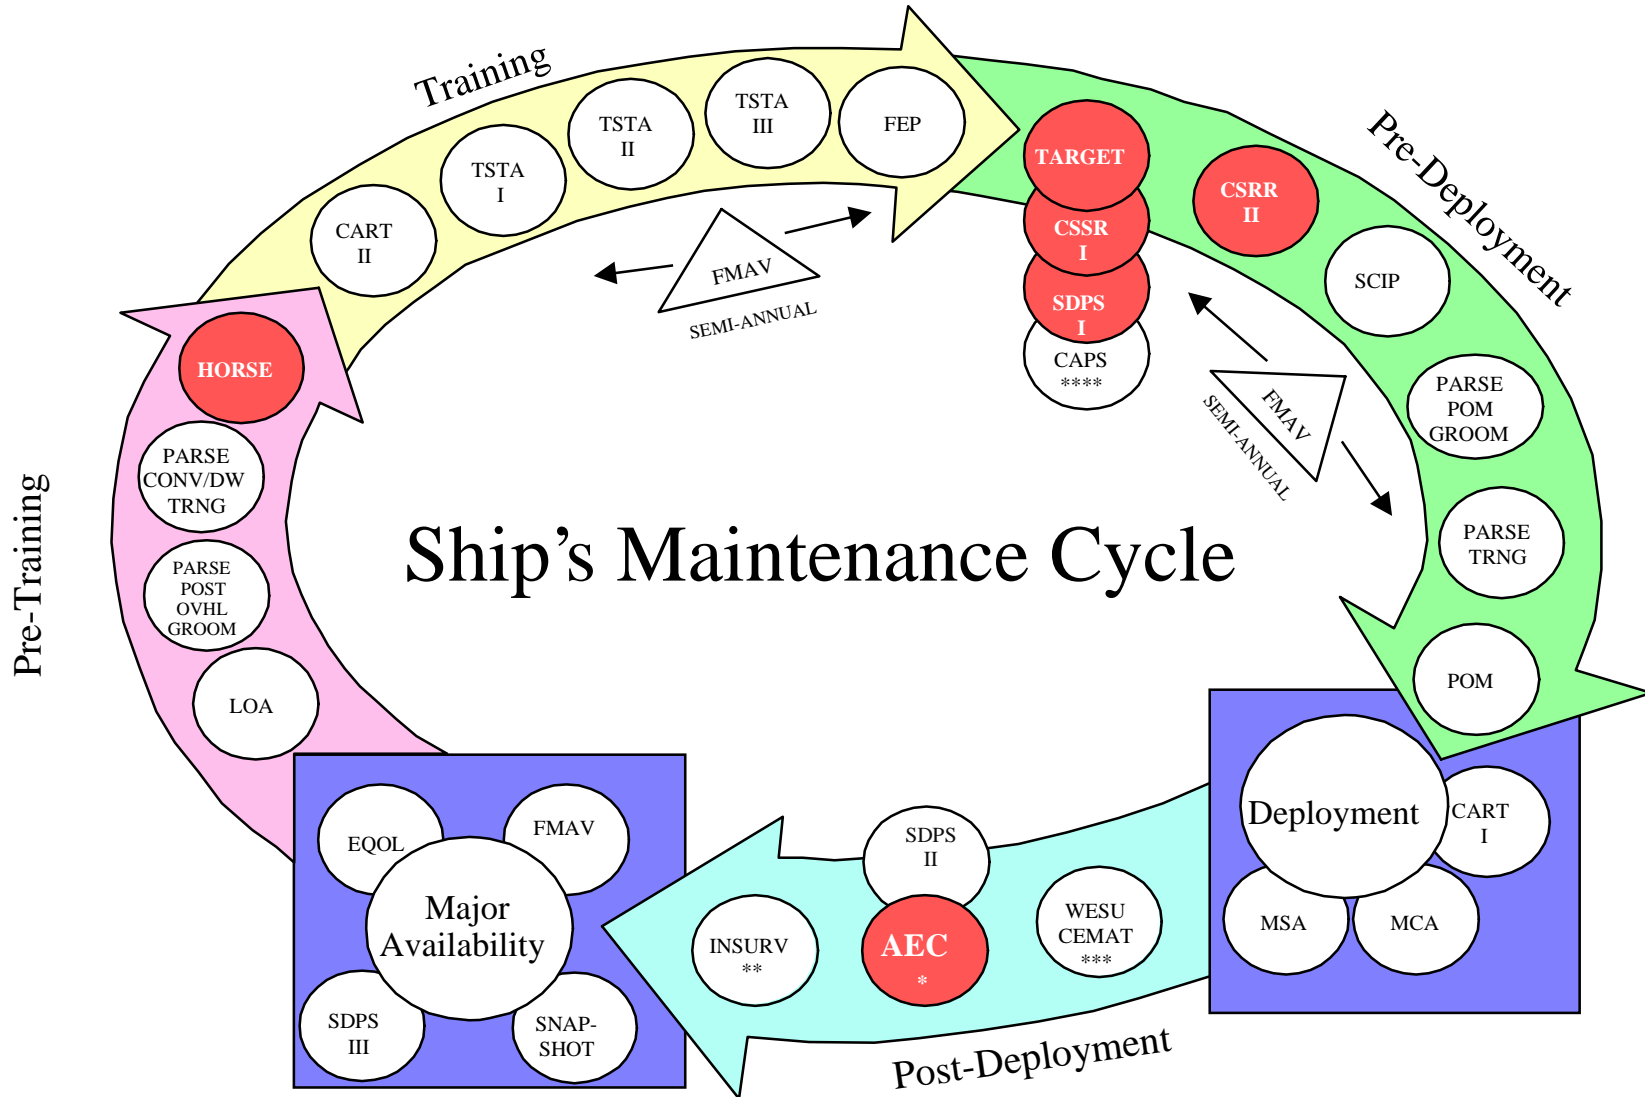 Training
TSTA
III
TSTA
II
FEP
TSTA
I
CART
II
TARGET
CSSR
I
SDPS
I
CAPS
****
CSRR
II
Pre-Deployment
SCIP
FMAV
SEMI-ANNUAL
FMAV
SEMI-ANNUAL
PARSE
POM
GROOM
PARSE
TRNG
POM
HORSE
PARSE
CONV/DW
TRNG
PARSE
POST
OVHL
GROOM
LOA
Pre-Training
Ship’s Maintenance Cycle
EQOL
FMAV
Major
Availability
SDPS
III
SNAP-
SHOT
INSURV
**
SDPS
II
AEC
*
WESU
CEMAT
***
Post-Deployment
Deployment
CART
I
MSA
MCA